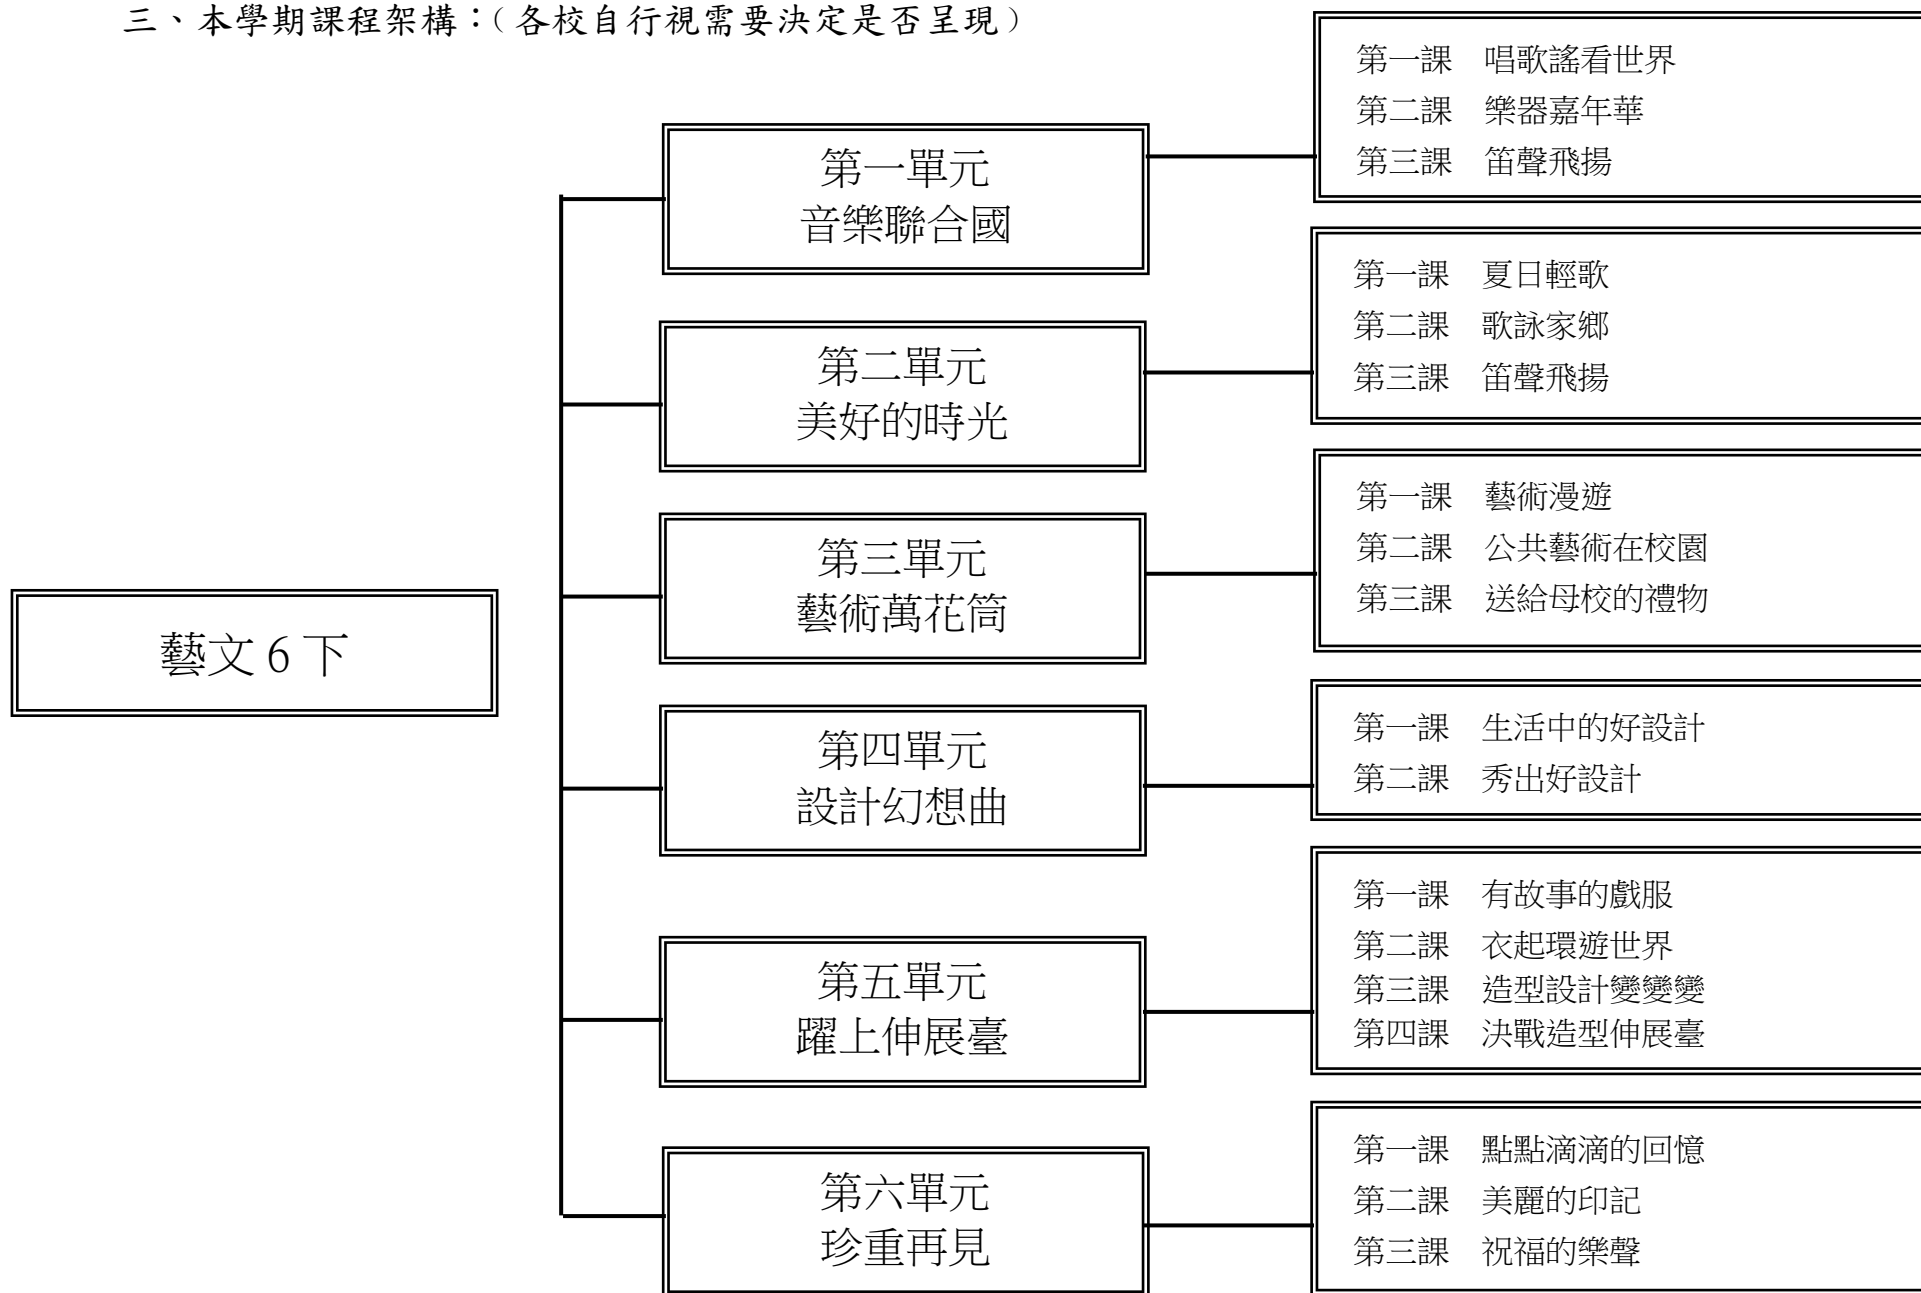 三、本學期課程架構：（各校自行視需要決定是否呈現）
藝文6下
第一單元
音樂聯合國
第一課　唱歌謠看世界
第二課　樂器嘉年華
第三課　笛聲飛揚
第二單元
美好的時光
第一課　夏日輕歌
第二課　歌詠家鄉
第三課　笛聲飛揚
第三單元
藝術萬花筒
第一課　藝術漫遊
第二課　公共藝術在校園
第三課　送給母校的禮物
第四單元
設計幻想曲
第一課　生活中的好設計
第二課　秀出好設計
第五單元
躍上伸展臺
第一課　有故事的戲服
第二課　衣起環遊世界
第三課　造型設計變變變
第四課　決戰造型伸展臺
第六單元
珍重再見
第一課　點點滴滴的回憶
第二課　美麗的印記
第三課　祝福的樂聲